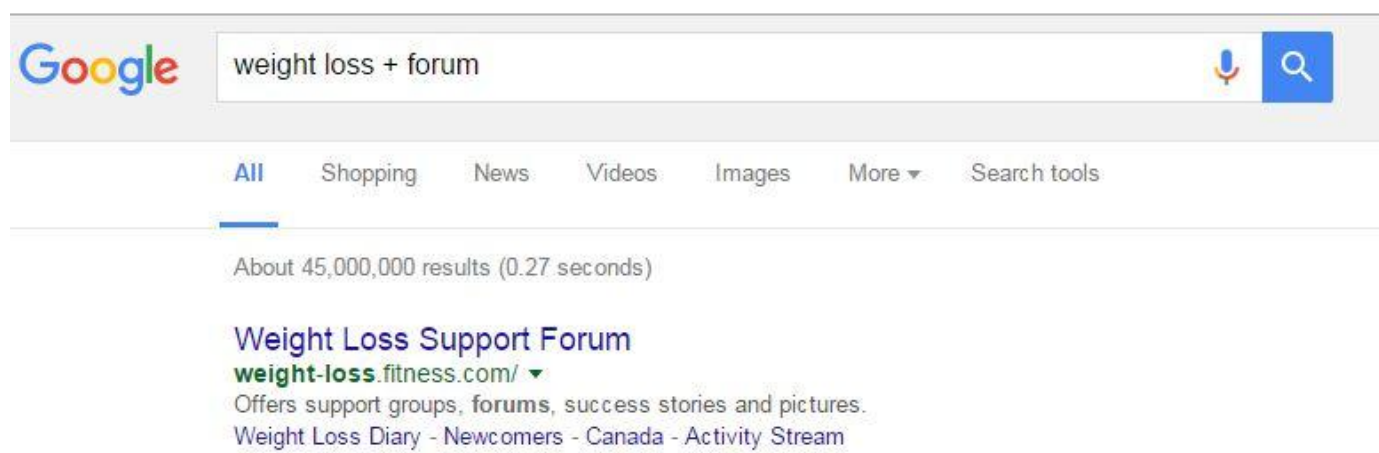 Google weight loss + forum
All Shopping News Videos Images More Search tools
About 45,000,000 results (0.27 seconds)
Weight Loss Support Forum
weight-loss.fitness.com/
Offers support groups, forums, success stories and pictures.
Weight Loss Diary - Newcomers - Canada - Activity Stream